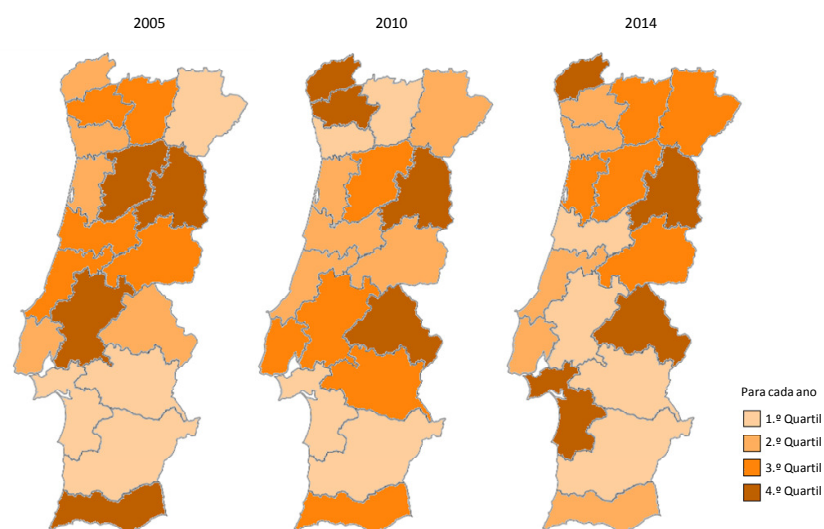 2005
2010
2014
Para cada ano
1.º Quartil
2.º Quartil
3.º Quartil
4.º Quartil